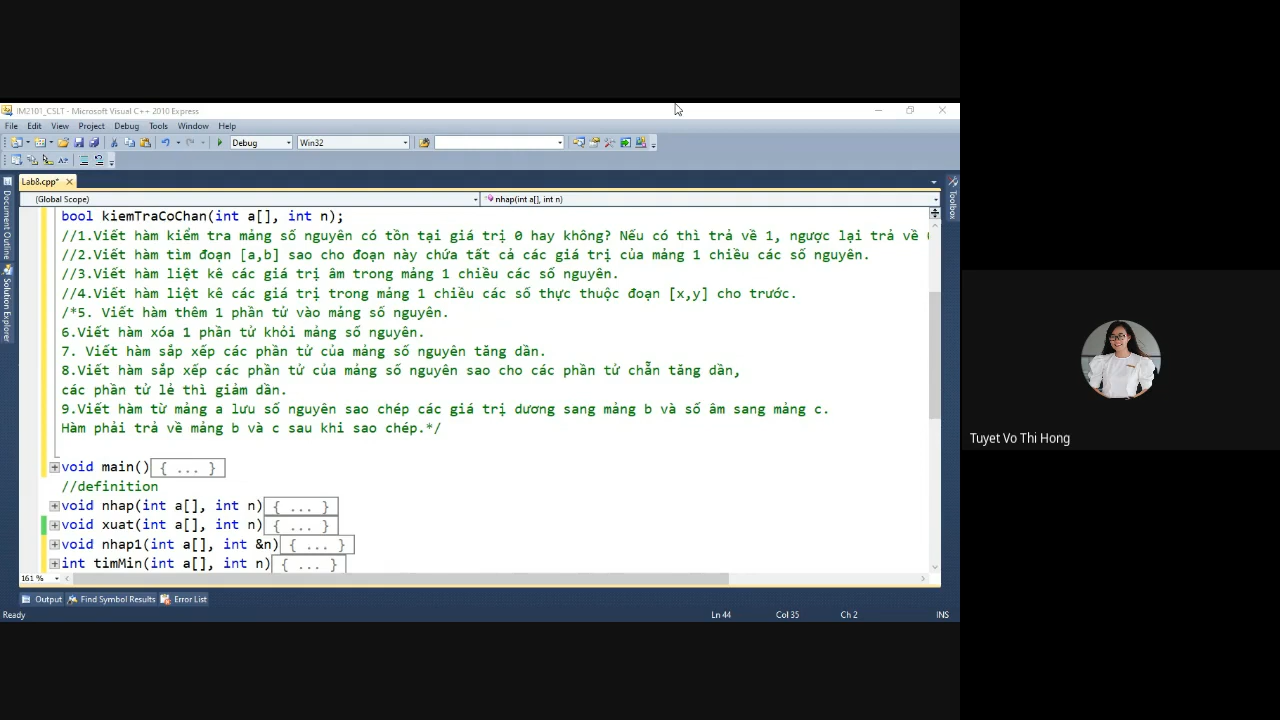 IM2101_CSLT - Microsoft Visual C++ 2010 Express
File Edit View Project Debug Tools Window Help
Debug Win32
Lab8.cpp*
(Global Scope) nhap(int a[], int n)
bool kiemTraCoChan(int a[], int n);
//1.Viết hàm kiểm tra mảng số nguyên có tồn tại giá trị 0 hay không? Nếu có thì trả về 1, ngược lại trả về
//2.Viết hàm tìm đoạn [a,b] sao cho đoạn này chứa tất cả các giá trị của mảng 1 chiều các số nguyên.
//3.Viết hàm liệt kê các giá trị âm trong mảng 1 chiều các số nguyên.
//4.Viết hàm liệt kê các giá trị trong mảng 1 chiều các số thực thuộc đoạn [x,y] cho trước.
/*5. Viết hàm thêm 1 phần tử vào mảng số nguyên.
6.Viết hàm xóa 1 phần tử khỏi mảng số nguyên.
7. Viết hàm sắp xếp các phần tử của mảng số nguyên tăng dần.
8.Viết hàm sắp xếp các phần tử của mảng số nguyên sao cho các phần tử chẵn tăng dần,
các phần tử lẻ thì giảm dần.
9.Viết hàm từ mảng a lưu số nguyên sao chép các giá trị dương sang mảng b và số âm sang mảng c.
Hàm phải trả về mảng b và c sau khi sao chép.*/
void main(){ ... }
//definition
void nhap(int a[], int n){ ... }
void xuat(int a[], int n){ ... }
void nhap1(int a[], int &n){ ... }
int timMin(int a[], int n){ ... }
161 %
Output Find Symbol Results Error List
Ready Ln 44 Col 35 Ch 2 INS
Document Outline
Solution Explorer
Toolbox
Tuyet Vo Thi Hong